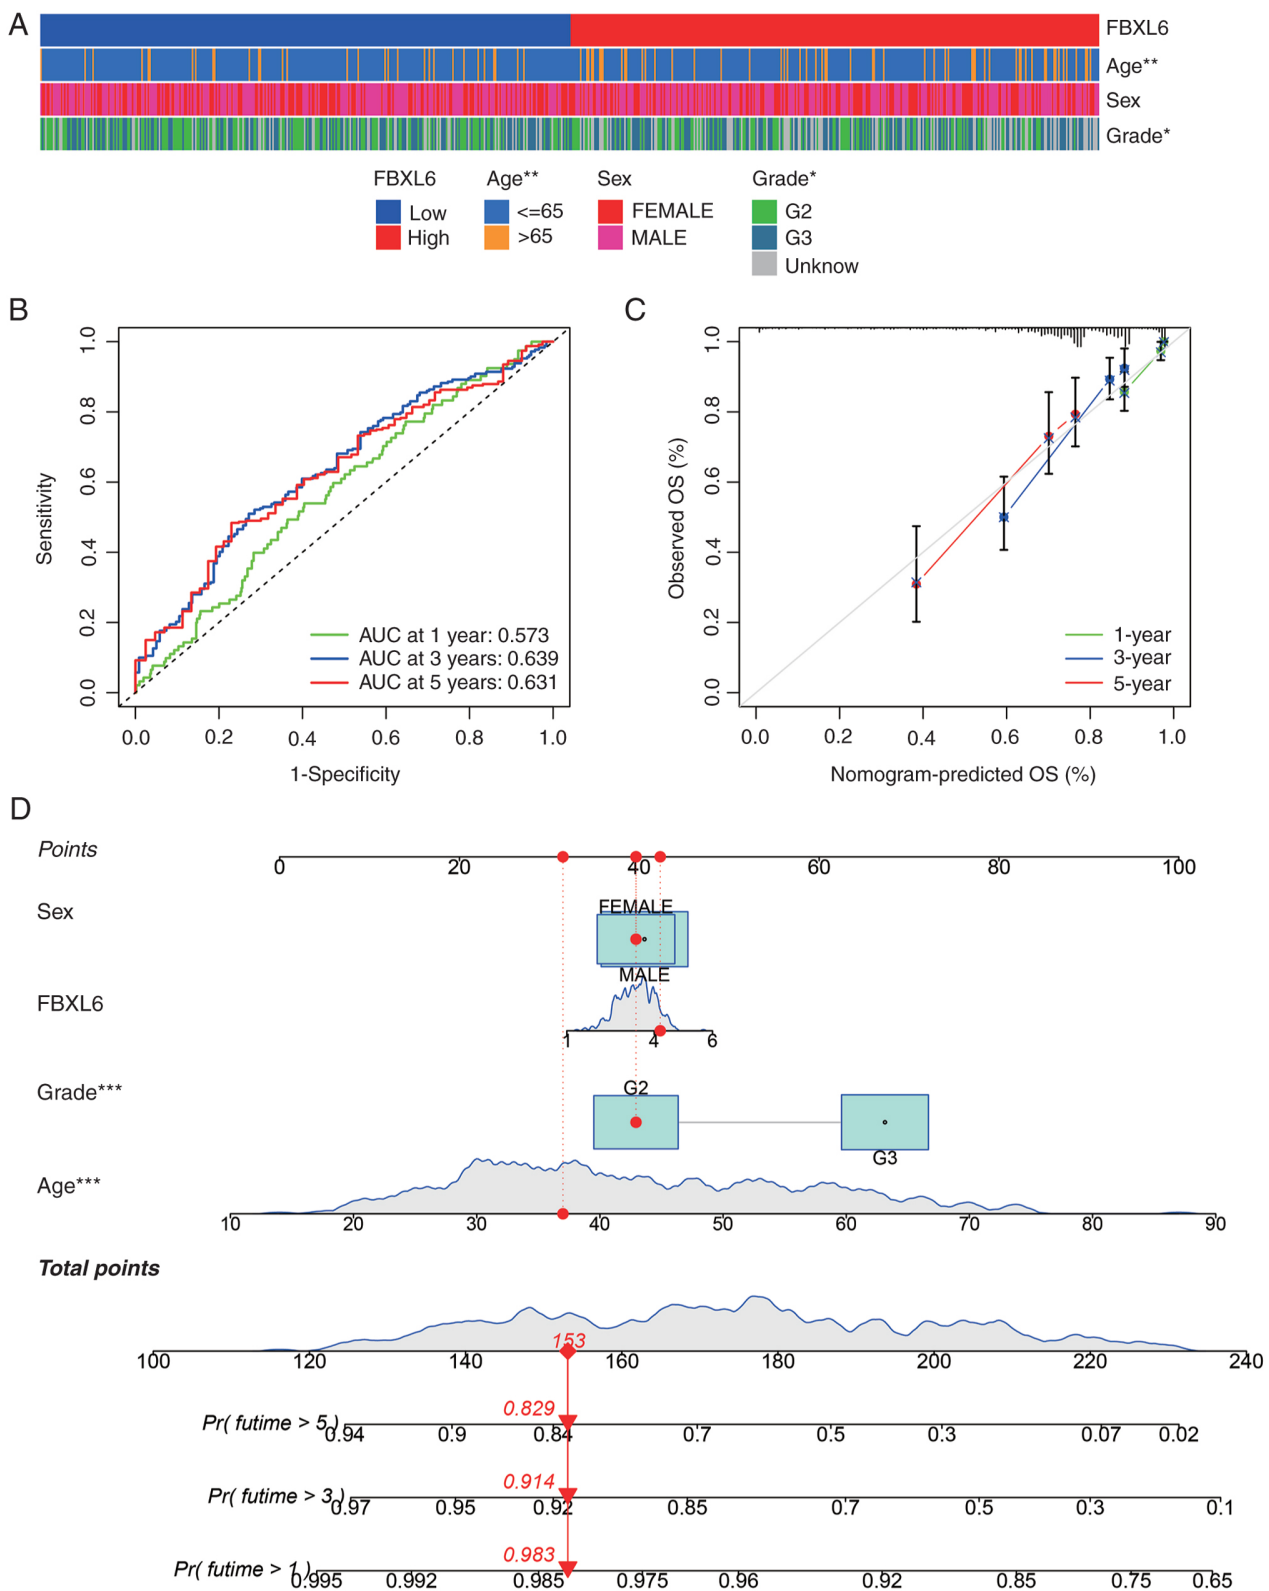 A
FBXL6
Age**
Sex
Grade*
FBXL6 Age** Sex Grade*
Low <=65 FEMALE G2
High >65 MALE G3
Unknow
B
Sensitivity
0.0 0.2 0.4 0.6 0.8 1.0
AUC at 1 year: 0.573
AUC at 3 years: 0.639
AUC at 5 years: 0.631
0.0 0.2 0.4 0.6 0.8 1.0
1-Specificity
C
Observed OS (%)
0.0 0.2 0.4 0.6 0.8 1.0
1-year
3-year
5-year
0.0 0.2 0.4 0.6 0.8 1.0
Nomogram-predicted OS (%)
D
Points
0 20 40 60 80 100
Sex
FEMALE
MALE
FBXL6
1 4 6
Grade***
G2
G3
Age***
10 20 30 40 50 60 70 80 90
Total points
153
100 120 140 160 180 200 220 240
0.829
Pr( futime > 5 )
0.94 0.9 0.84 0.7 0.5 0.3 0.07 0.02
0.914
Pr( futime > 3 )
0.97 0.95 0.92 0.85 0.7 0.5 0.3 0.1
0.983
Pr( futime > 1 )
0.995 0.992 0.985 0.975 0.96 0.92 0.85 0.75 0.65